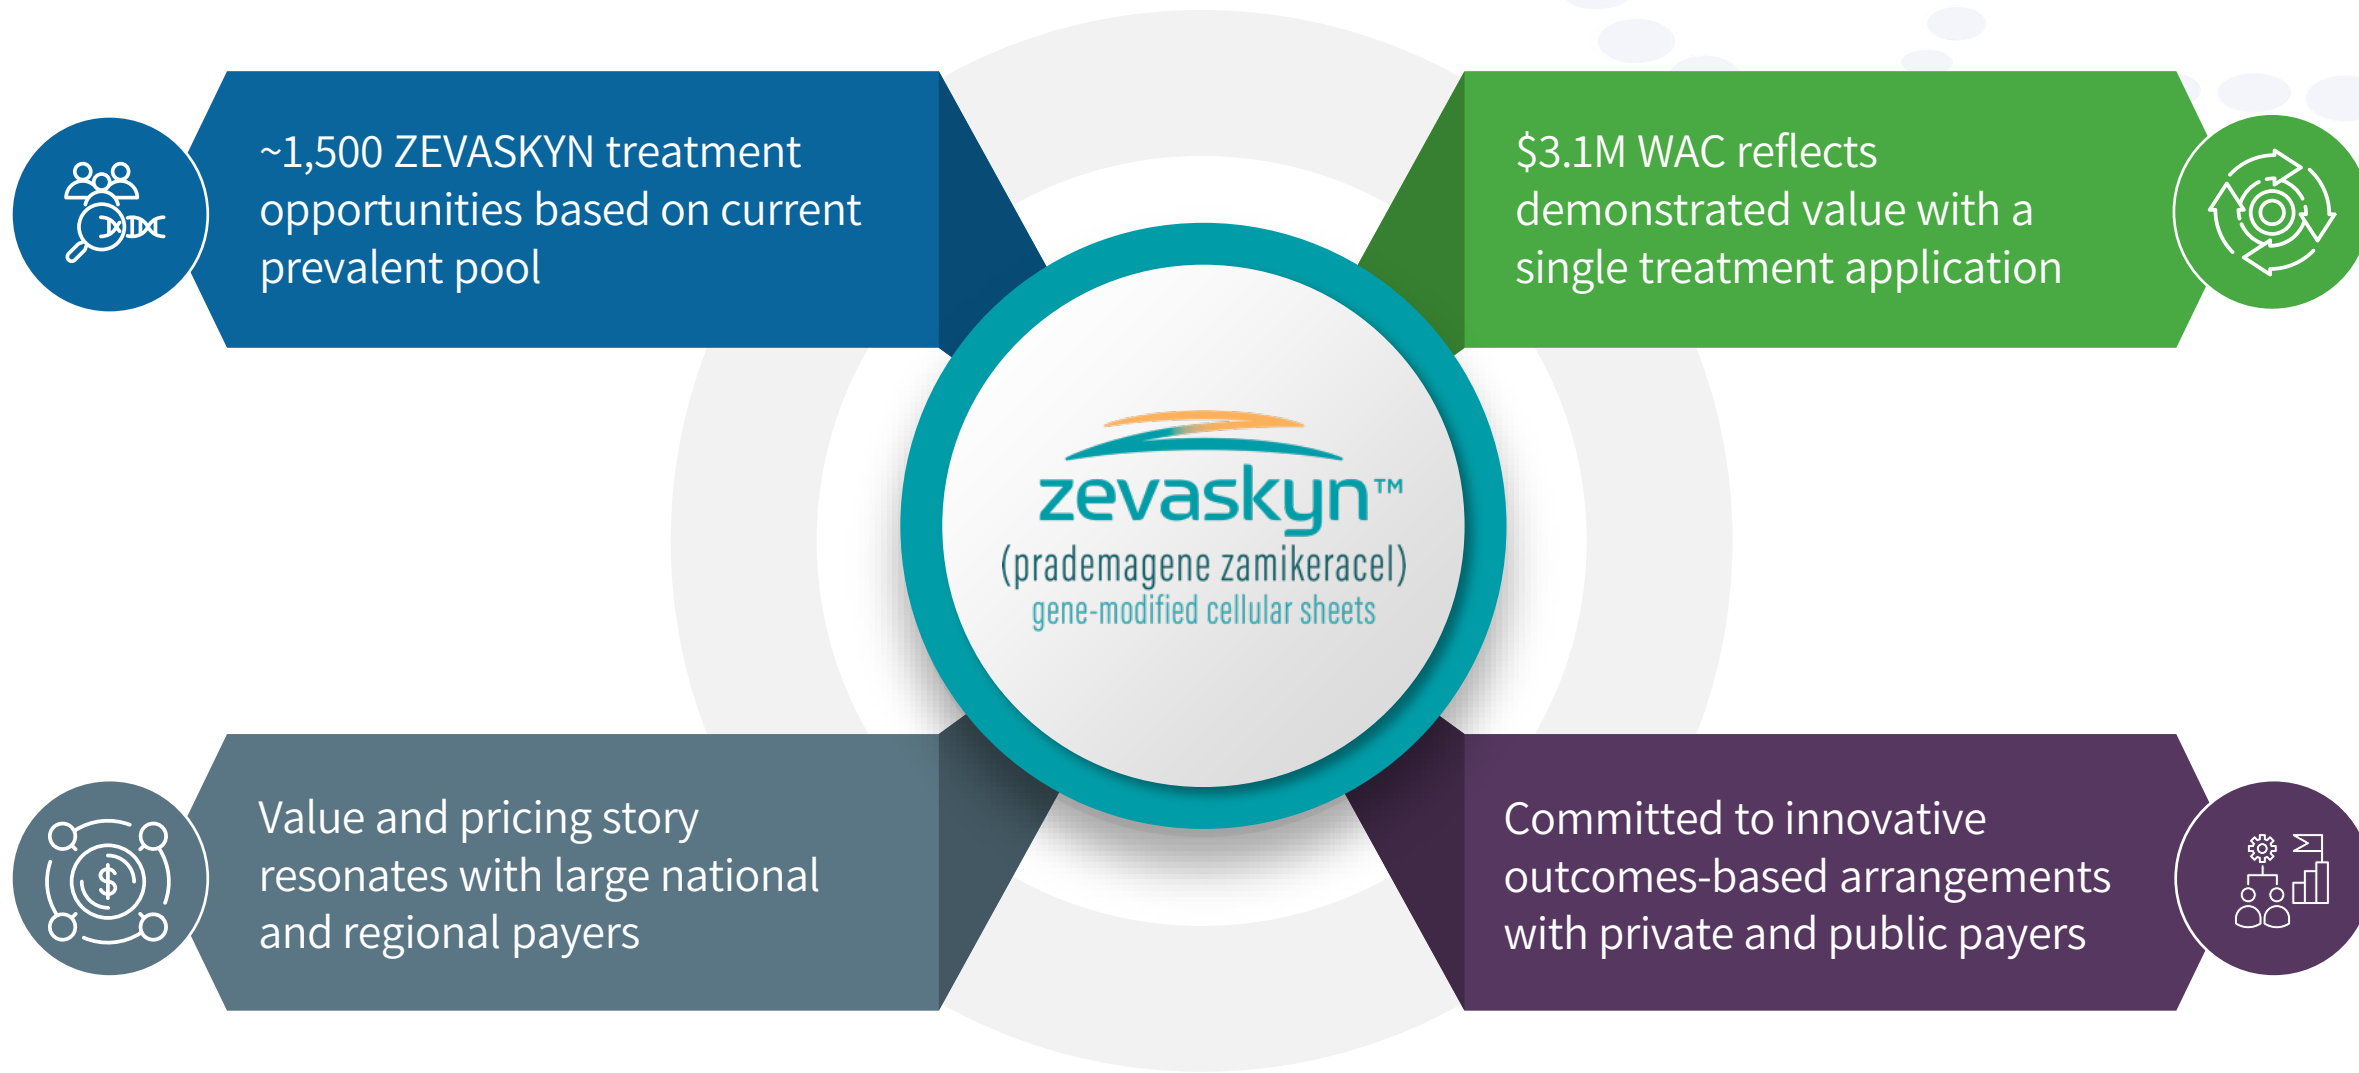 ~1,500 ZEVASKYN treatment
opportunities based on current
prevalent pool
$3.1M WAC reflects
demonstrated value with a
single treatment application
zevaskyn™
(prademagene zamikeracel)
gene-modified cellular sheets
Value and pricing story
resonates with large national
and regional payers
Committed to innovative
outcomes-based arrangements
with private and public payers
$